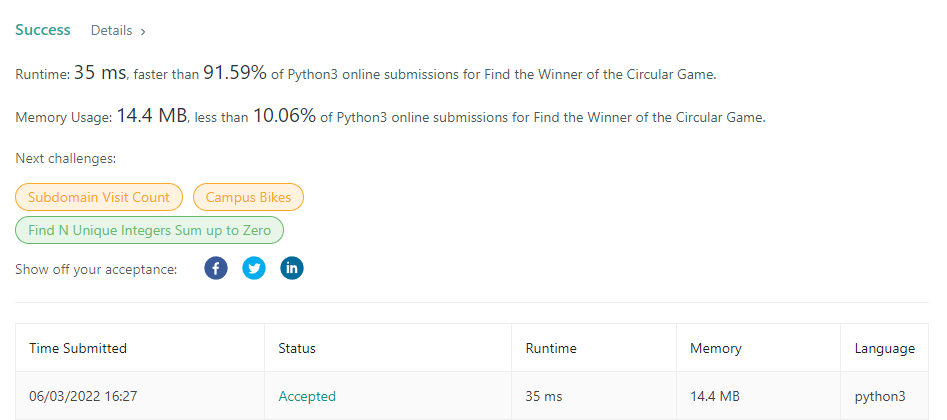 Success Details >
Runtime: 35 ms, faster than 91.59% of Python3 online submissions for Find the Winner of the Circular Game.
Memory Usage: 14.4 MB, less than 10.06% of Python3 online submissions for Find the Winner of the Circular Game.
Next challenges:
Subdomain Visit Count Campus Bikes
Find N Unique Integers Sum up to Zero
Show off your acceptance: f in
Time Submitted Status Runtime Memory Language
06/03/2022 16:27 Accepted 35 ms 14.4 MB python3